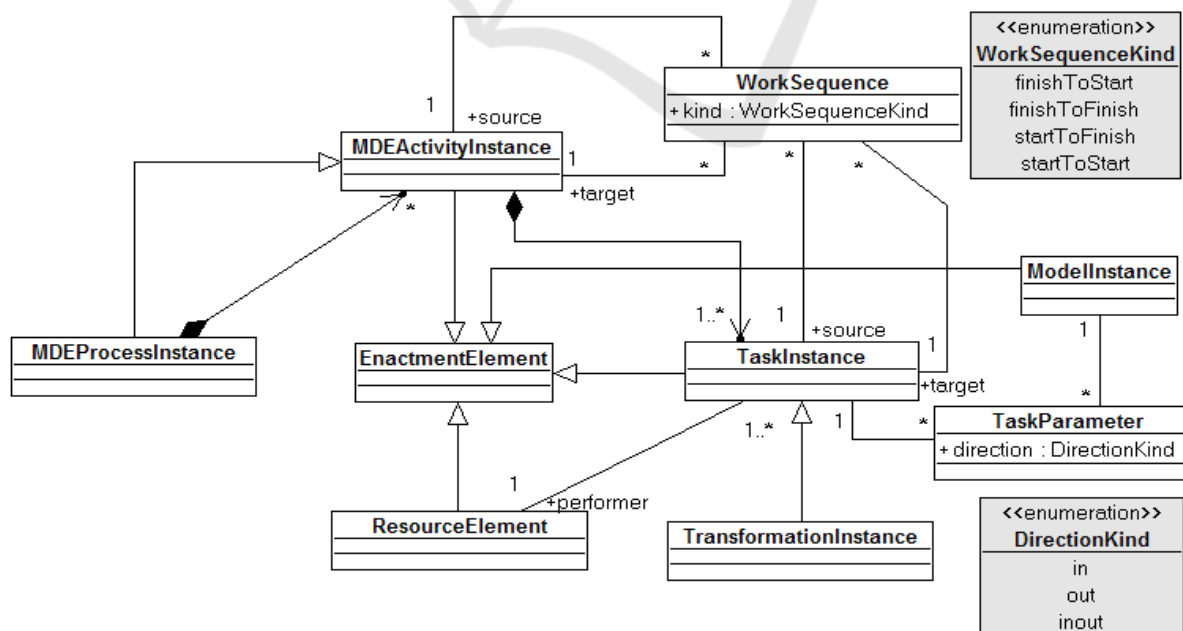 <<enumeration>>
WorkSequenceKind
finishToStart
finishToFinish
startToFinish
startToStart
*
WorkSequence
+ kind : WorkSequenceKind
1
+source
MDEActivityInstance
1
+target
*
*
*
*
ModelInstance
1..*
1
+source
1
MDEProcessInstance
EnactmentElement
TaskInstance
1
+target
*
TaskParameter
+ direction : DirectionKind
1..*
1
*
1
+performer
ResourceElement
TransformationInstance
<<enumeration>>
DirectionKind
in
out
inout